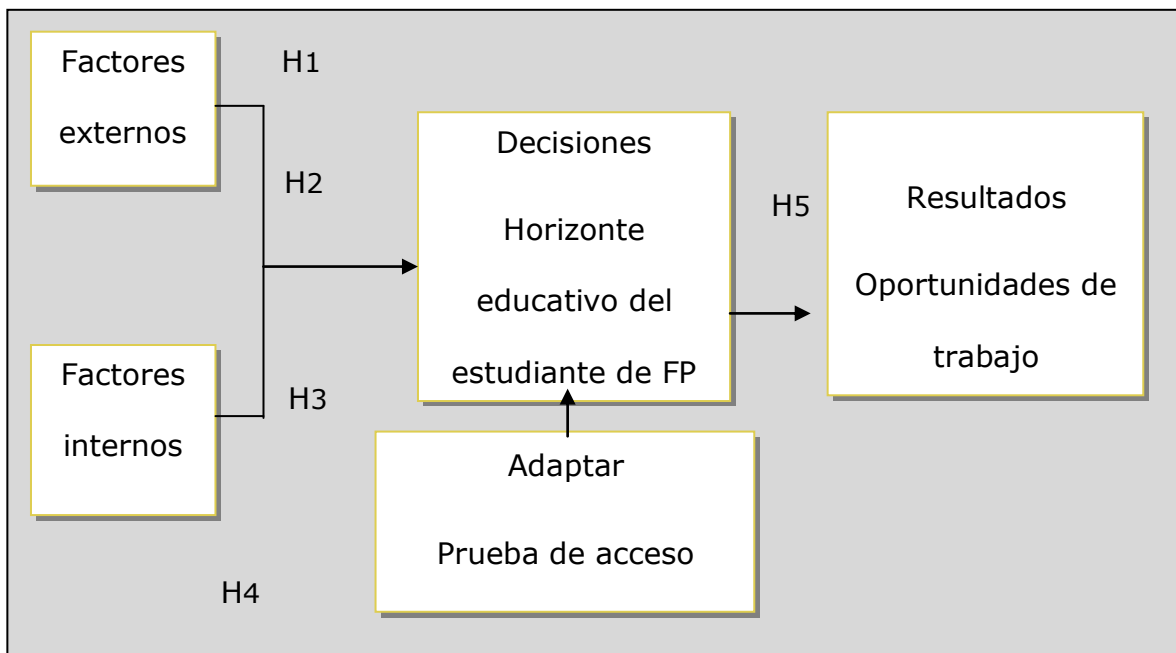 Factores
externos
H1
H2
Decisiones
Horizonte
educativo del
estudiante de FP
H5
Resultados
Oportunidades de
trabajo
Factores
internos
H3
Adaptar
Prueba de acceso
H4